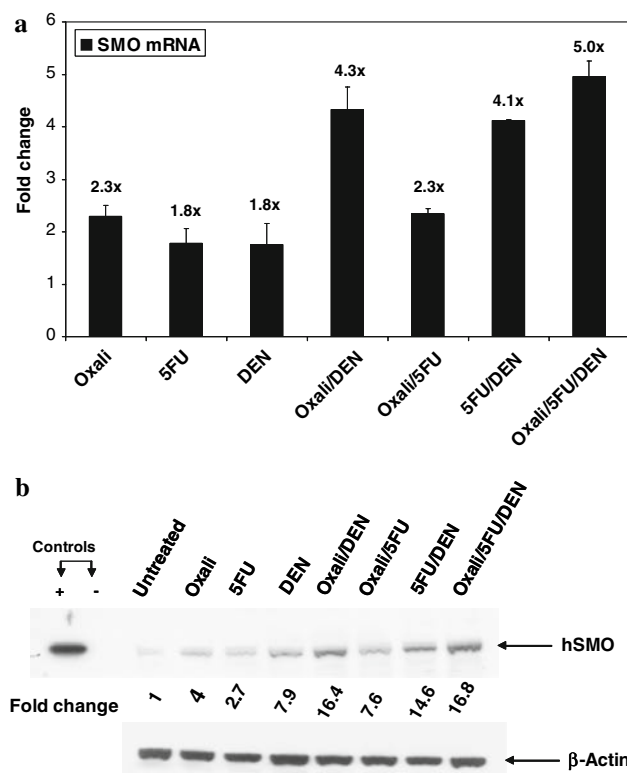 a
SMO mRNA
Fold change
6
5
4
3
2
1
0
2.3x
1.8x
1.8x
4.3x
2.3x
4.1x
5.0x
Oxali
5FU
DEN
Oxali/DEN
Oxali/5FU
5FU/DEN
Oxali/5FU/DEN
b
Controls
+ -
Untreated
Oxali
5FU
DEN
Oxali/DEN
Oxali/5FU
5FU/DEN
Oxali/5FU/DEN
hSMO
Fold change 1 4 2.7 7.9 16.4 7.6 14.6 16.8
β-Actin